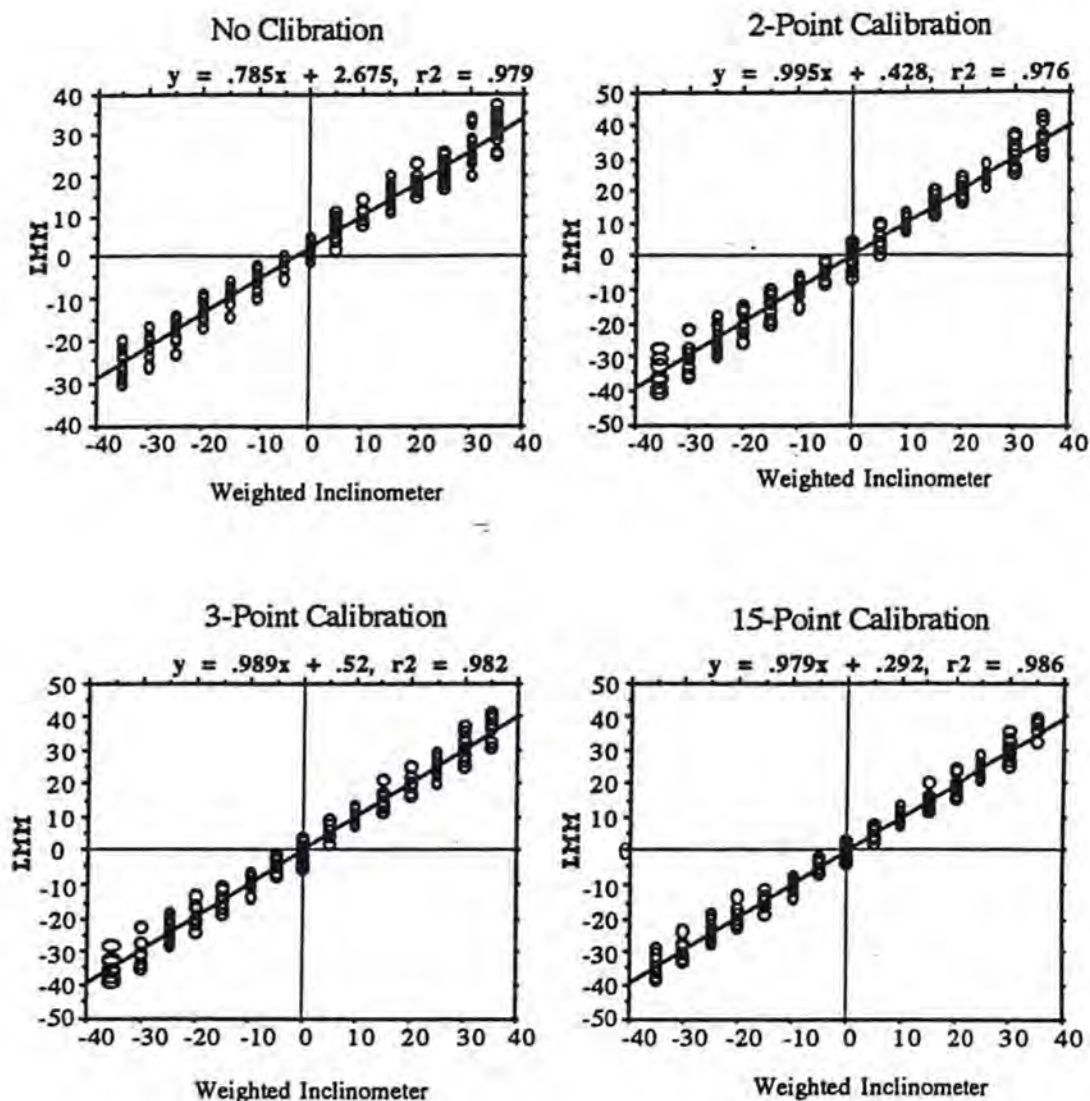 No Clibration
y = .785x + 2.675, r2 = .979
40
30
20
10
0
-10
-20
-30
-40
LMM
-40 -30 -20 -10 0 10 20 30 40
Weighted Inclinometer
2-Point Calibration
y = .995x + .428, r2 = .976
50
40
30
20
10
0
-10
-20
-30
-40
-50
LMM
-40 -30 -20 -10 0 10 20 30 40
Weighted Inclinometer
3-Point Calibration
y = .989x + .52, r2 = .982
50
40
30
20
10
0
-10
-20
-30
-40
-50
LMM
-40 -30 -20 -10 0 10 20 30 40
Weighted Inclinometer
15-Point Calibration
y = .979x + .292, r2 = .986
50
40
30
20
10
0
-10
-20
-30
-40
-50
LMM
-40 -30 -20 -10 0 10 20 30 40
Weighted Inclinometer